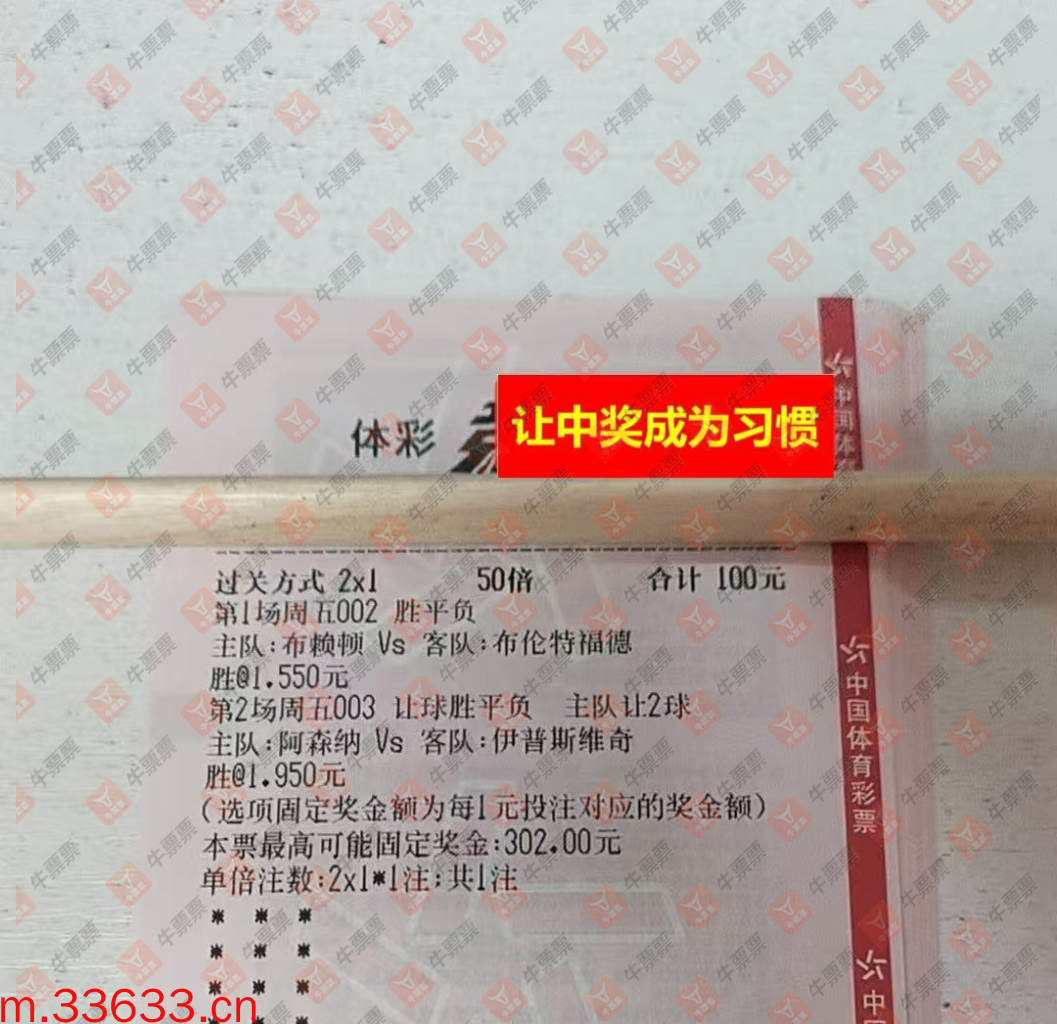 体彩
让中奖成为习惯
过关方式 2x1 50倍 合计 100元
第1场周五002 胜平负
主队:布赖顿 Vs 客队:布伦特福德
胜@1.550元
第2场周五003 让球胜平负 主队让2球
主队:阿森纳 Vs 客队:伊普斯维奇
胜@1.950元
(选项固定奖金额为每1元投注对应的奖金额)
本票最高可能固定奖金:302.00元
单倍注数:2x1*1注;共1注
* * *
* * *
* * *
* * *
中国体
中国体育彩票
中国
m.33633.cn
牛票票